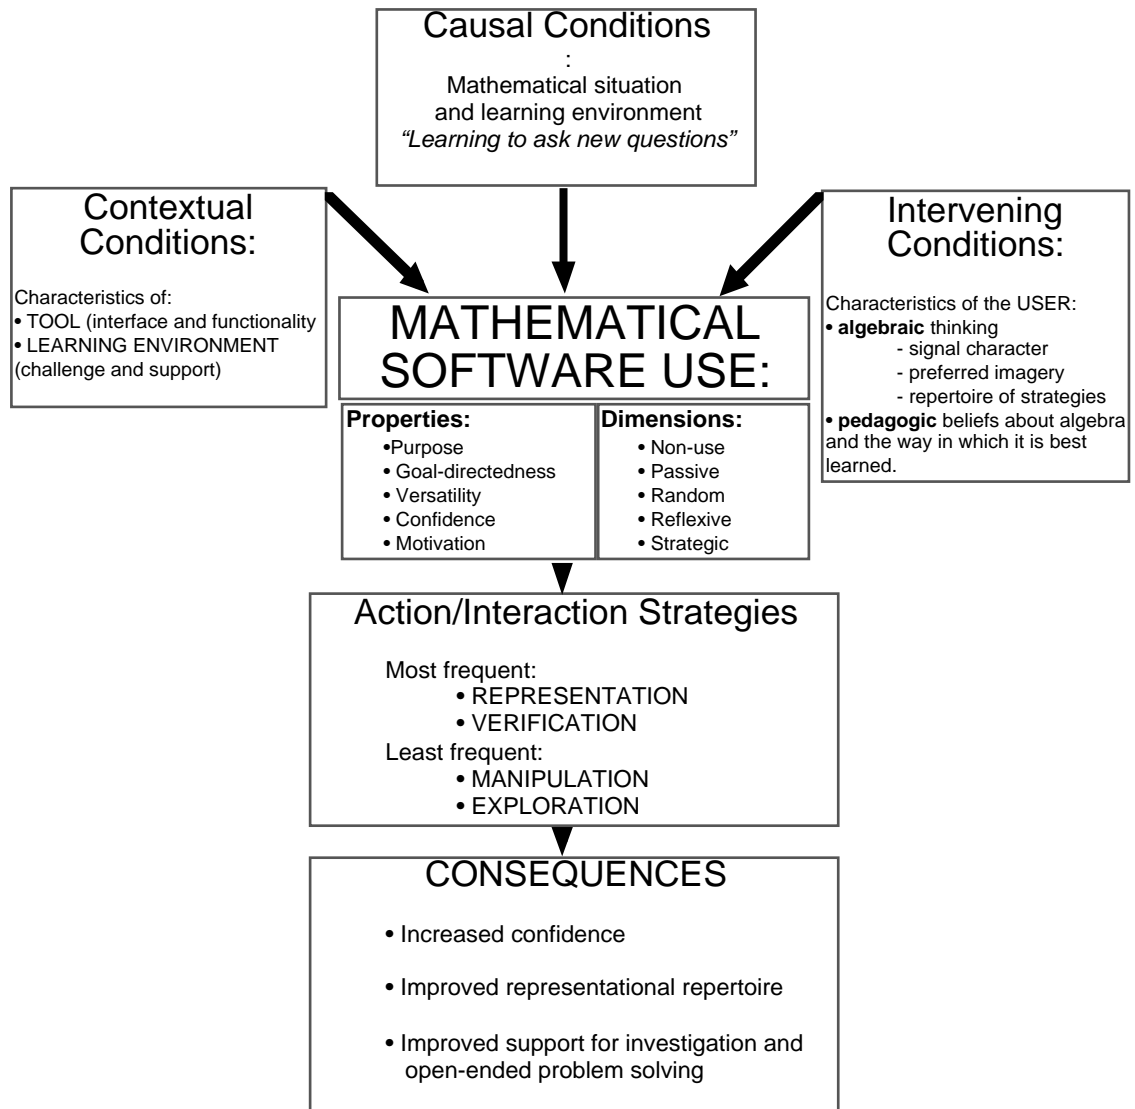 Causal Conditions
:
Mathematical situation
and learning environment
“Learning to ask new questions”
Contextual
Conditions:
Characteristics of:
• TOOL (interface and functionality
• LEARNING ENVIRONMENT
(challenge and support)
Intervening
Conditions:
Characteristics of the USER:
• algebraic thinking
- signal character
- preferred imagery
- repertoire of strategies
• pedagogic beliefs about algebra
and the way in which it is best
learned.
MATHEMATICAL
SOFTWARE USE:
Properties:
•Purpose
• Goal-directedness
• Versatility
• Confidence
• Motivation
Dimensions:
• Non-use
• Passive
• Random
• Reflexive
• Strategic
Action/Interaction Strategies
Most frequent:
• REPRESENTATION
• VERIFICATION
Least frequent:
• MANIPULATION
• EXPLORATION
CONSEQUENCES
• Increased confidence
• Improved representational repertoire
• Improved support for investigation and
open-ended problem solving